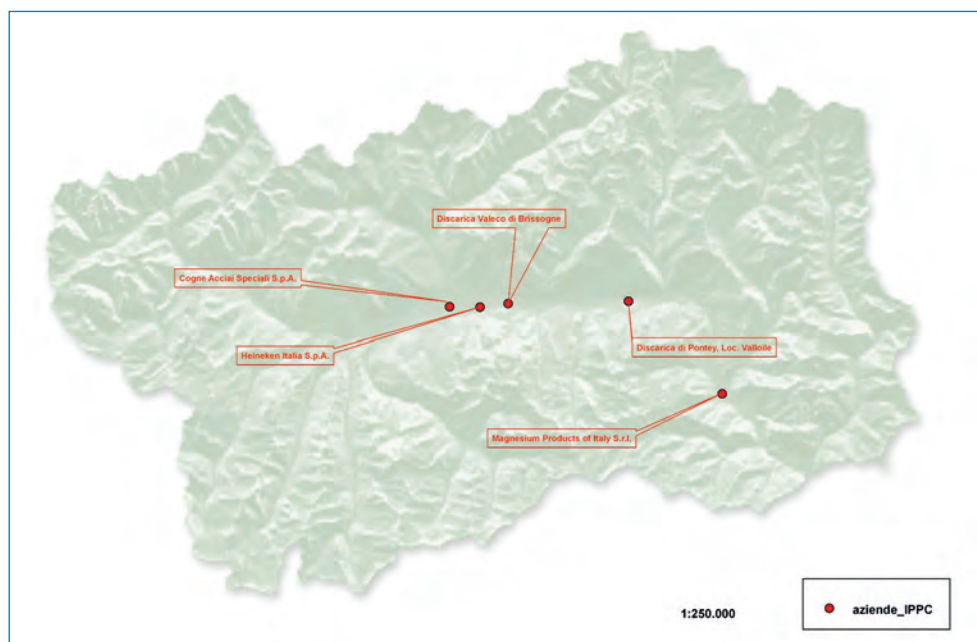 Discarica Valeco di Brissogne
Cogne Acciai Speciali S.p.A.
Heineken Italia S.p.A.
Discarica di Pontey, Loc. Valloile
Magnesium Products of Italy S.r.l.
1:250.000
aziende_IPPC